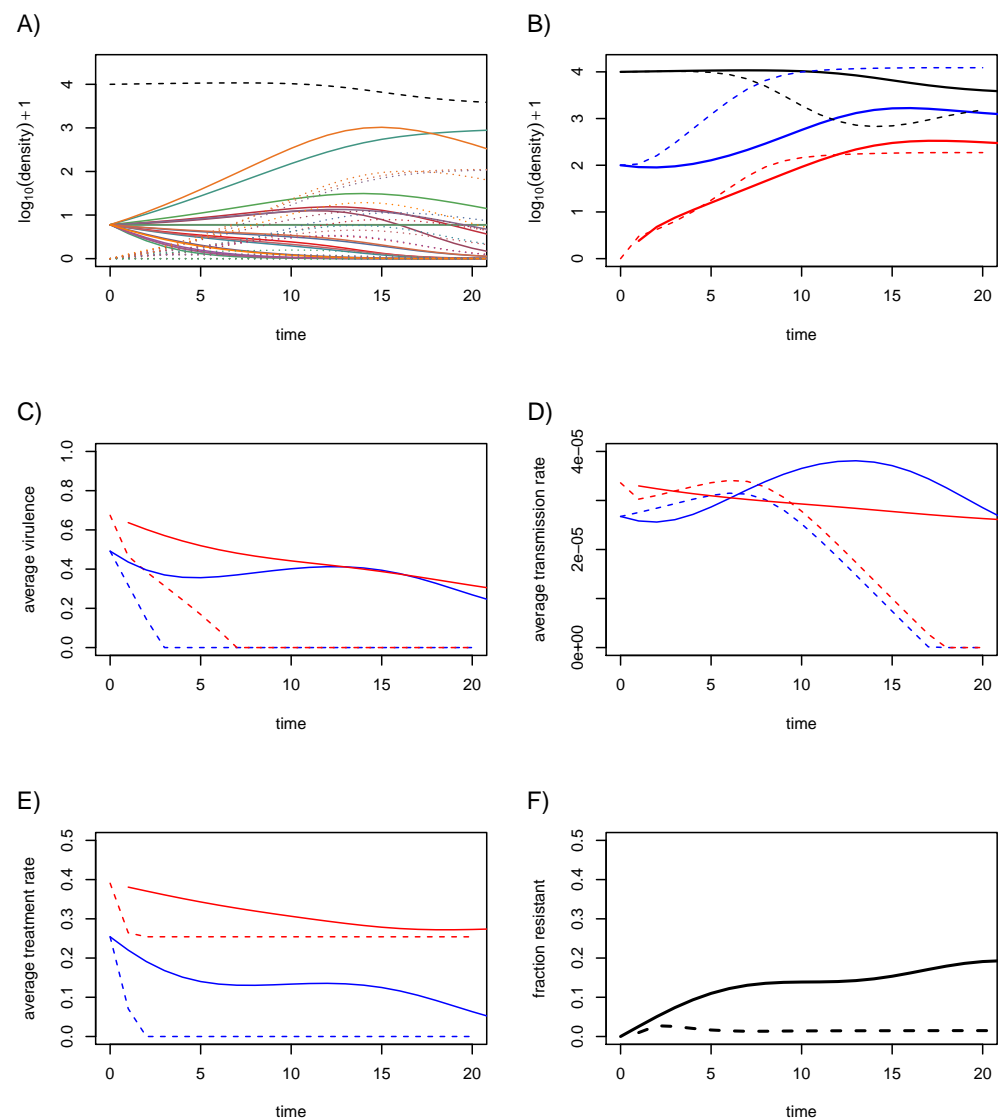 A)
log₁₀(density) + 1
0 1 2 3 4
0 5 10 15 20
time
B)
log₁₀(density) + 1
0 1 2 3 4
0 5 10 15 20
time
C)
average virulence
0.0 0.2 0.4 0.6 0.8 1.0
0 5 10 15 20
time
D)
average transmission rate
0e+00 2e-05 4e-05
0 5 10 15 20
time
E)
average treatment rate
0.0 0.1 0.2 0.3 0.4 0.5
0 5 10 15 20
time
F)
fraction resistant
0.0 0.1 0.2 0.3 0.4 0.5
0 5 10 15 20
time